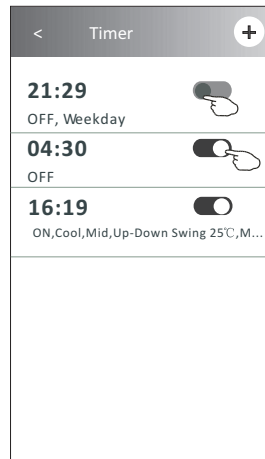 < Timer +
21:29
OFF, Weekday
04:30
OFF
16:19
ON,Cool,Mid,Up-Down Swing 25℃,M...